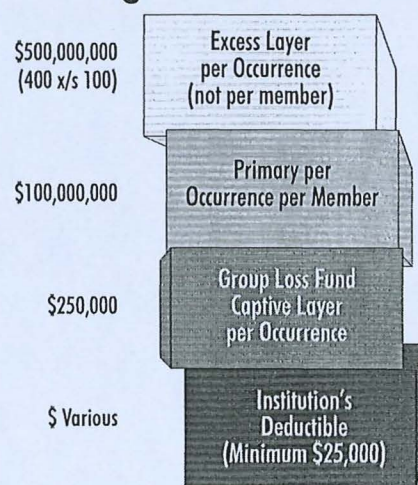 $500,000,000
(400 x/s 100)
Excess Layer
per Occurrence
(not per member)
$100,000,000
Primary per
Occurrence per Member
$250,000
Group Loss Fund
Captive Layer
per Occurrence
$ Various
Institution's
Deductible
(Minimum $25,000)